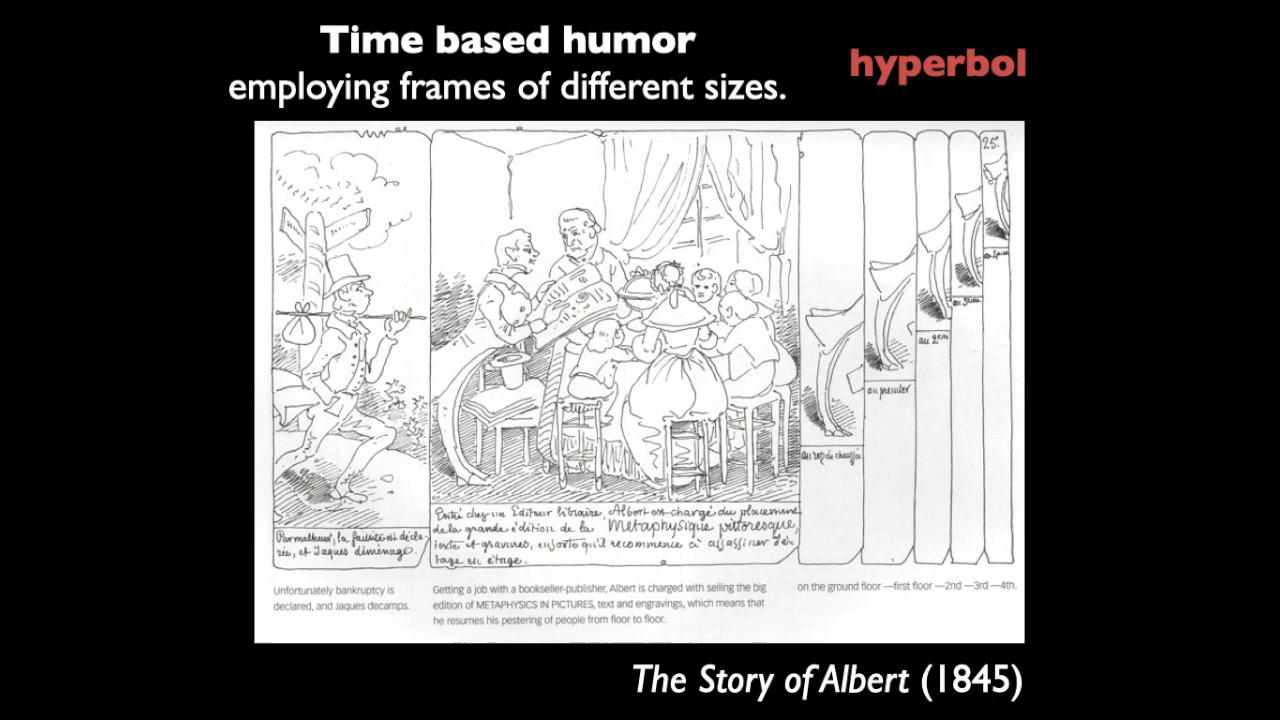 Time based humor
employing frames of different sizes.
hyperbol
25.
Par malheur, la faillite est décla-
rée, et Jaques déménage.
Entré chez un Editeur libraire, Albert est chargé du placement
de la grande édition de la Métaphysique pittoresque,
texte et gravures, en sorte qu'il recommence à assassiner d'é-
tage en étage.
au rez de chaussée
au premier
au 2eme
au 3eme
Unfortunately bankruptcy is
declared, and Jaques decamps.
Getting a job with a bookseller-publisher, Albert is charged with selling the big
edition of METAPHYSICS IN PICTURES, text and engravings, which means that
he resumes his pestering of people from floor to floor.
on the ground floor —first floor —2nd —3rd —4th.
The Story of Albert (1845)